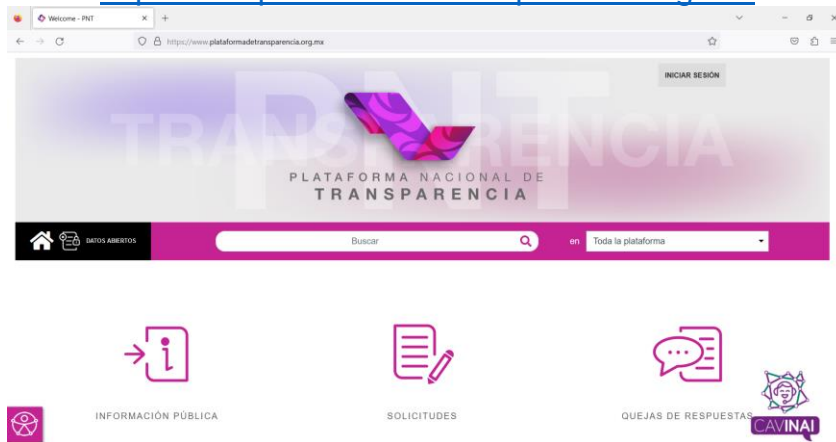 Welcome - PNT
https://www.plataformadetransparencia.org.mx
INICIAR SESIÓN
PNT
TRANSPARENCIA
PLATAFORMA NACIONAL DE
TRANSPARENCIA
DATOS ABIERTOS
Buscar
en
Toda la plataforma
INFORMACIÓN PÚBLICA
SOLICITUDES
QUEJAS DE RESPUESTAS
CAVINAI